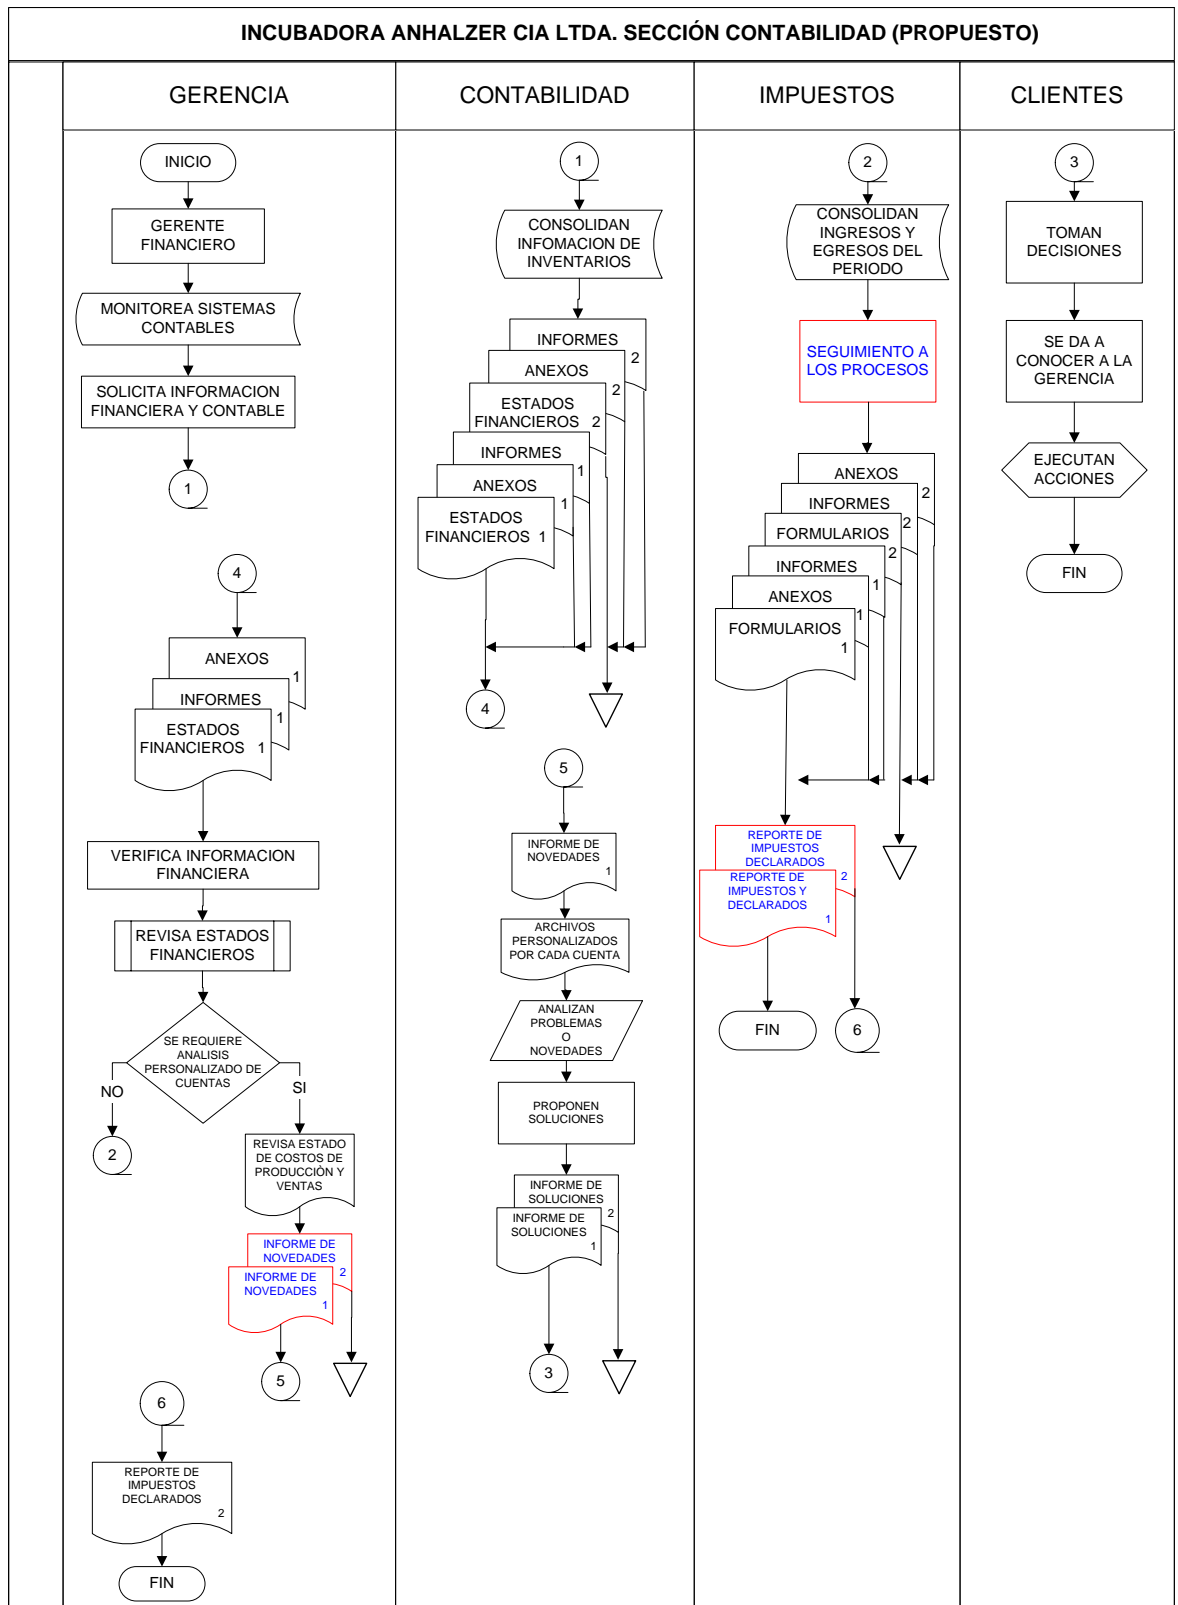 INCUBADORA ANHALZER CIA LTDA. SECCIÓN CONTABILIDAD (PROPUESTO)
GERENCIA
INICIO
GERENTE
FINANCIERO
MONITOREA SISTEMAS
CONTABLES
SOLICITA INFORMACION
FINANCIERA Y CONTABLE
1
4
ANEXOS
1
INFORMES
1
ESTADOS
FINANCIEROS 1
VERIFICA INFORMACION
FINANCIERA
REVISA ESTADOS
FINANCIEROS
SE REQUIERE
ANALISIS
PERSONALIZADO DE
CUENTAS
NO
SI
2
REVISA ESTADO
DE COSTOS DE
PRODUCCIÒN Y
VENTAS
INFORME DE
NOVEDADES
2
INFORME DE
NOVEDADES
1
5
6
REPORTE DE
IMPUESTOS
DECLARADOS
2
FIN
CONTABILIDAD
1
CONSOLIDAN
INFOMACION DE
INVENTARIOS
INFORMES
2
ANEXOS
2
ESTADOS
FINANCIEROS 2
INFORMES
1
ANEXOS
1
ESTADOS
FINANCIEROS 1
4
5
INFORME DE
NOVEDADES
1
ARCHIVOS
PERSONALIZADOS
POR CADA CUENTA
ANALIZAN
PROBLEMAS
O
NOVEDADES
PROPONEN
SOLUCIONES
INFORME DE
SOLUCIONES
2
INFORME DE
SOLUCIONES
1
3
IMPUESTOS
2
CONSOLIDAN
INGRESOS Y
EGRESOS DEL
PERIODO
SEGUIMIENTO A
LOS PROCESOS
ANEXOS
2
INFORMES
2
FORMULARIOS
2
INFORMES
1
ANEXOS
1
FORMULARIOS
1
REPORTE DE
IMPUESTOS
DECLARADOS
2
REPORTE DE
IMPUESTOS Y
DECLARADOS
1
FIN
6
CLIENTES
3
TOMAN
DECISIONES
SE DA A
CONOCER A LA
GERENCIA
EJECUTAN
ACCIONES
FIN